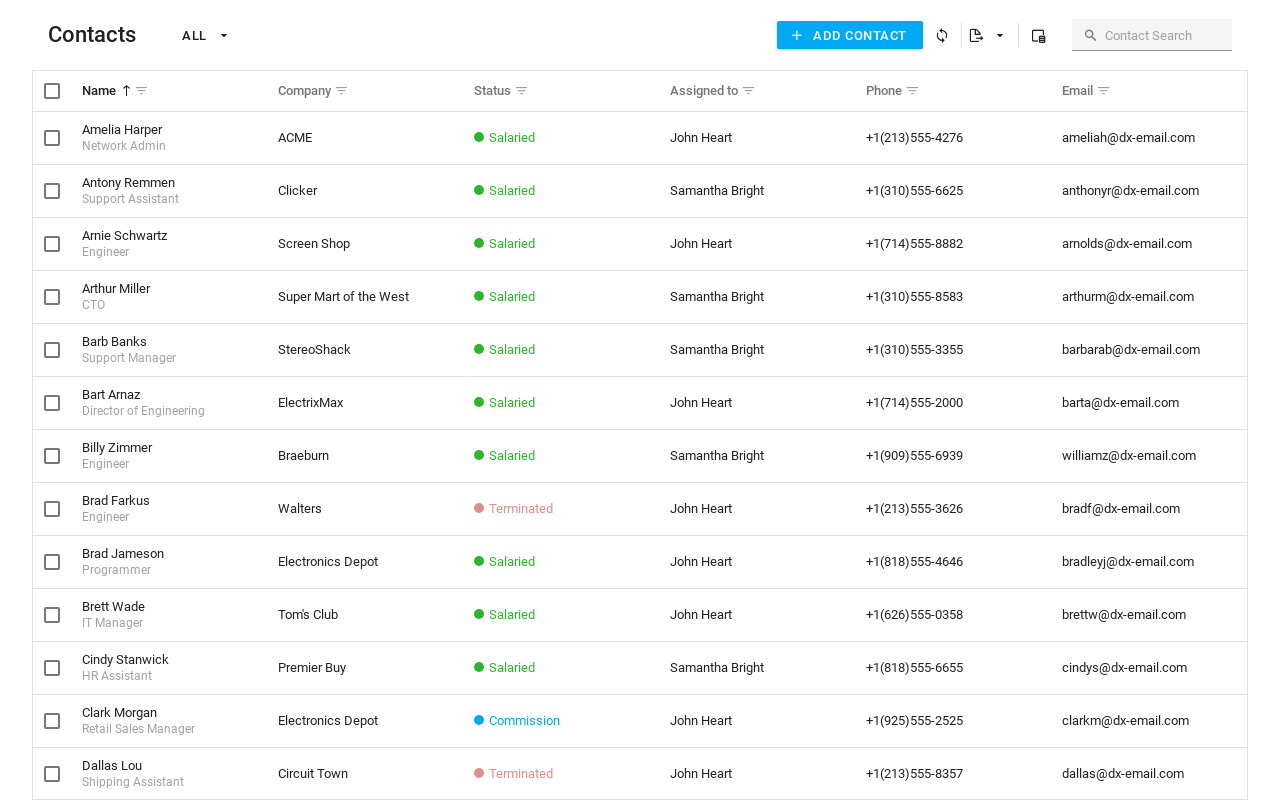 Contacts ALL ADD CONTACT Contact Search
Name Company Status Assigned to Phone Email
Amelia Harper
Network Admin
ACME Salaried John Heart +1(213)555-4276 ameliah@dx-email.com
Antony Remmen
Support Assistant
Clicker Salaried Samantha Bright +1(310)555-6625 anthonyr@dx-email.com
Arnie Schwartz
Engineer
Screen Shop Salaried John Heart +1(714)555-8882 arnolds@dx-email.com
Arthur Miller
CTO
Super Mart of the West Salaried Samantha Bright +1(310)555-8583 arthurm@dx-email.com
Barb Banks
Support Manager
StereoShack Salaried Samantha Bright +1(310)555-3355 barbarab@dx-email.com
Bart Arnaz
Director of Engineering
ElectrixMax Salaried John Heart +1(714)555-2000 barta@dx-email.com
Billy Zimmer
Engineer
Braeburn Salaried Samantha Bright +1(909)555-6939 williamz@dx-email.com
Brad Farkus
Engineer
Walters Terminated John Heart +1(213)555-3626 bradf@dx-email.com
Brad Jameson
Programmer
Electronics Depot Salaried John Heart +1(818)555-4646 bradleyj@dx-email.com
Brett Wade
IT Manager
Tom's Club Salaried John Heart +1(626)555-0358 brettw@dx-email.com
Cindy Stanwick
HR Assistant
Premier Buy Salaried Samantha Bright +1(818)555-6655 cindys@dx-email.com
Clark Morgan
Retail Sales Manager
Electronics Depot Commission John Heart +1(925)555-2525 clarkm@dx-email.com
Dallas Lou
Shipping Assistant
Circuit Town Terminated John Heart +1(213)555-8357 dallas@dx-email.com